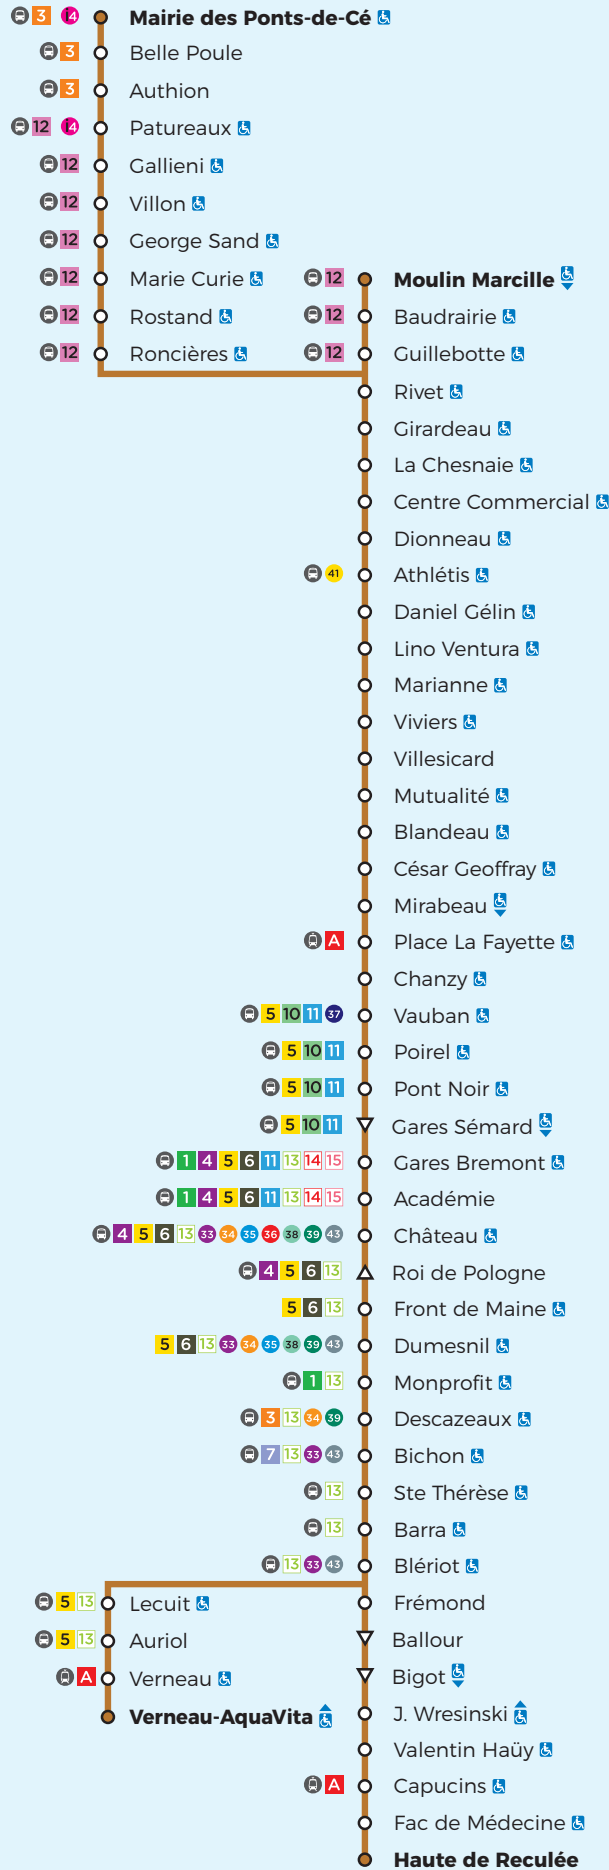 3 i4 Mairie des Ponts-de-Cé
3 Belle Poule
3 Authion
12 i4 Patureaux
12 Gallieni
12 Villon
12 George Sand
12 Marie Curie
12 Rostand
12 Roncières
12 Moulin Marcille
12 Baudrairie
12 Guillebotte
Rivet
Girardeau
La Chesnaie
Centre Commercial
Dionneau
41 Athlétis
Daniel Gélin
Lino Ventura
Marianne
Viviers
Villesicard
Mutualité
Blandeau
César Geoffray
Mirabeau
A Place La Fayette
Chanzy
5 10 11 37 Vauban
5 10 11 Poirel
5 10 11 Pont Noir
5 10 11 Gares Sémard
1 4 5 6 11 13 14 15 Gares Bremont
1 4 5 6 11 13 14 15 Académie
4 5 6 13 33 34 35 36 38 39 43 Château
4 5 6 13 Roi de Pologne
5 6 13 Front de Maine
5 6 13 33 34 35 38 39 43 Dumesnil
1 13 Monprofit
3 13 34 39 Descazeaux
7 13 33 43 Bichon
13 Ste Thérèse
13 Barra
13 33 43 Blériot
5 13 Lecuit
5 13 Auriol
A Verneau
Verneau-AquaVita
Frémond
Ballour
Bigot
J. Wresinski
Valentin Haüy
A Capucins
Fac de Médecine
Haute de Reculée